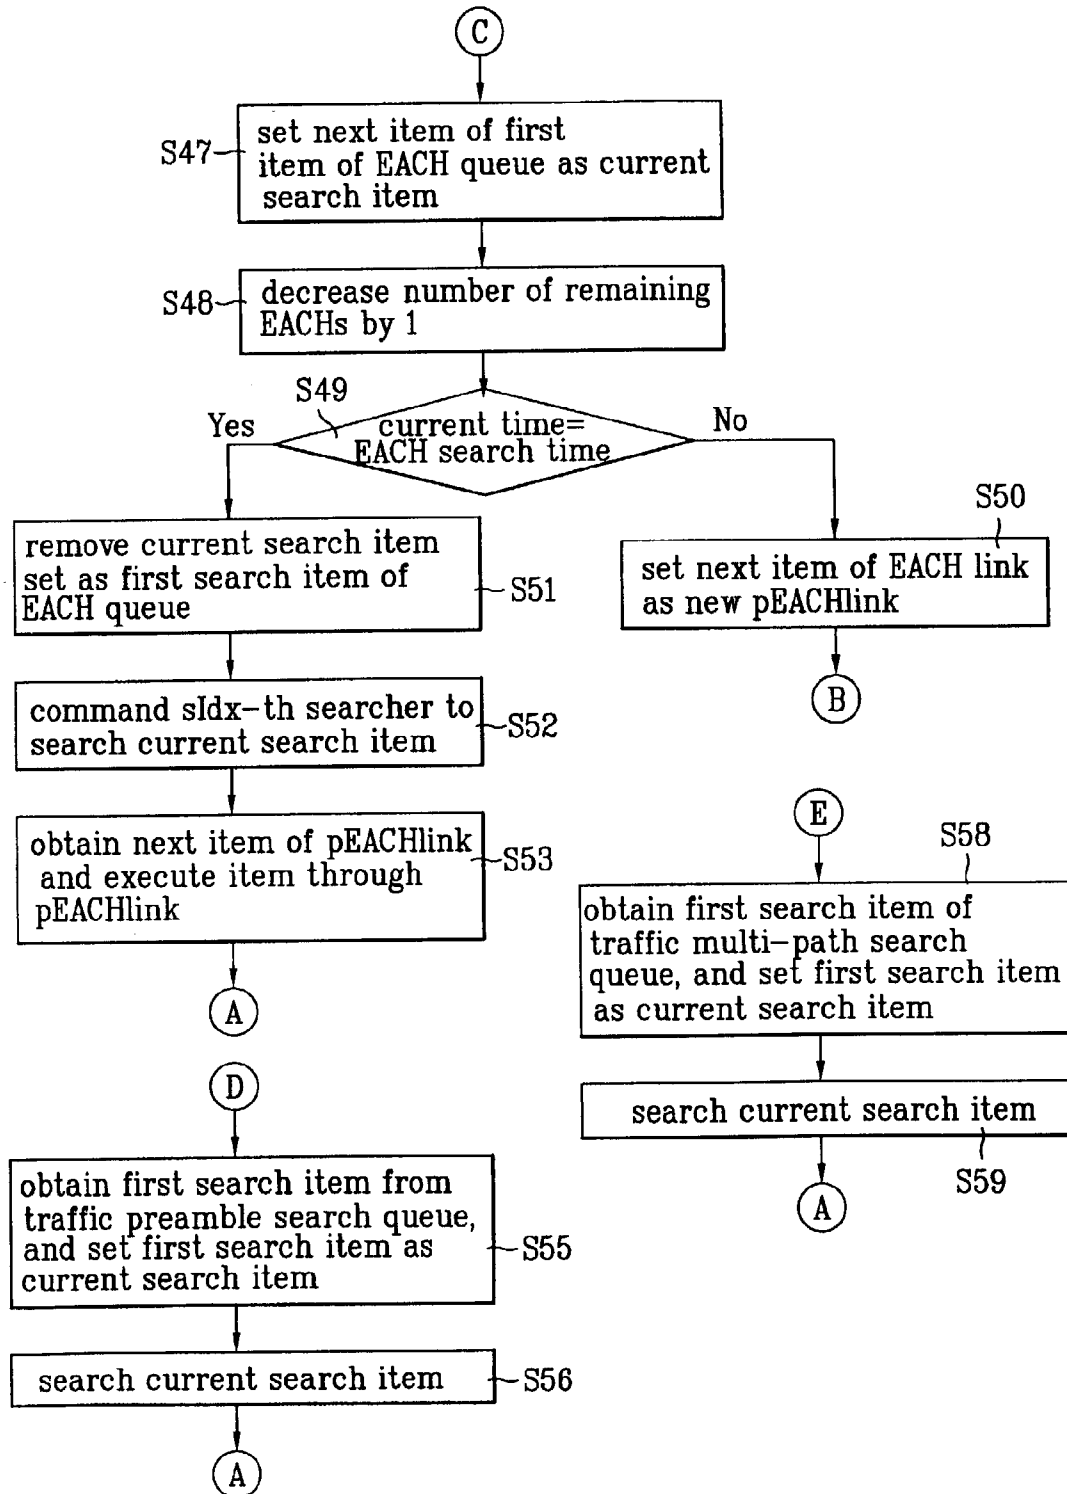 C
S47
set next item of first
item of EACH queue as current
search item
S48
decrease number of remaining
EACHs by 1
S49
current time=
EACH search time
Yes
No
remove current search item
set as first search item of
EACH queue
S51
command sIdx-th searcher to
search current search item
S52
obtain next item of pEACHlink
and execute item through
pEACHlink
S53
A
S50
set next item of EACH link
as new pEACHlink
B
E
S58
obtain first search item of
traffic multi-path search
queue, and set first search item
as current search item
search current search item
S59
A
D
obtain first search item from
traffic preamble search queue,
and set first search item as
current search item
S55
search current search item
S56
A